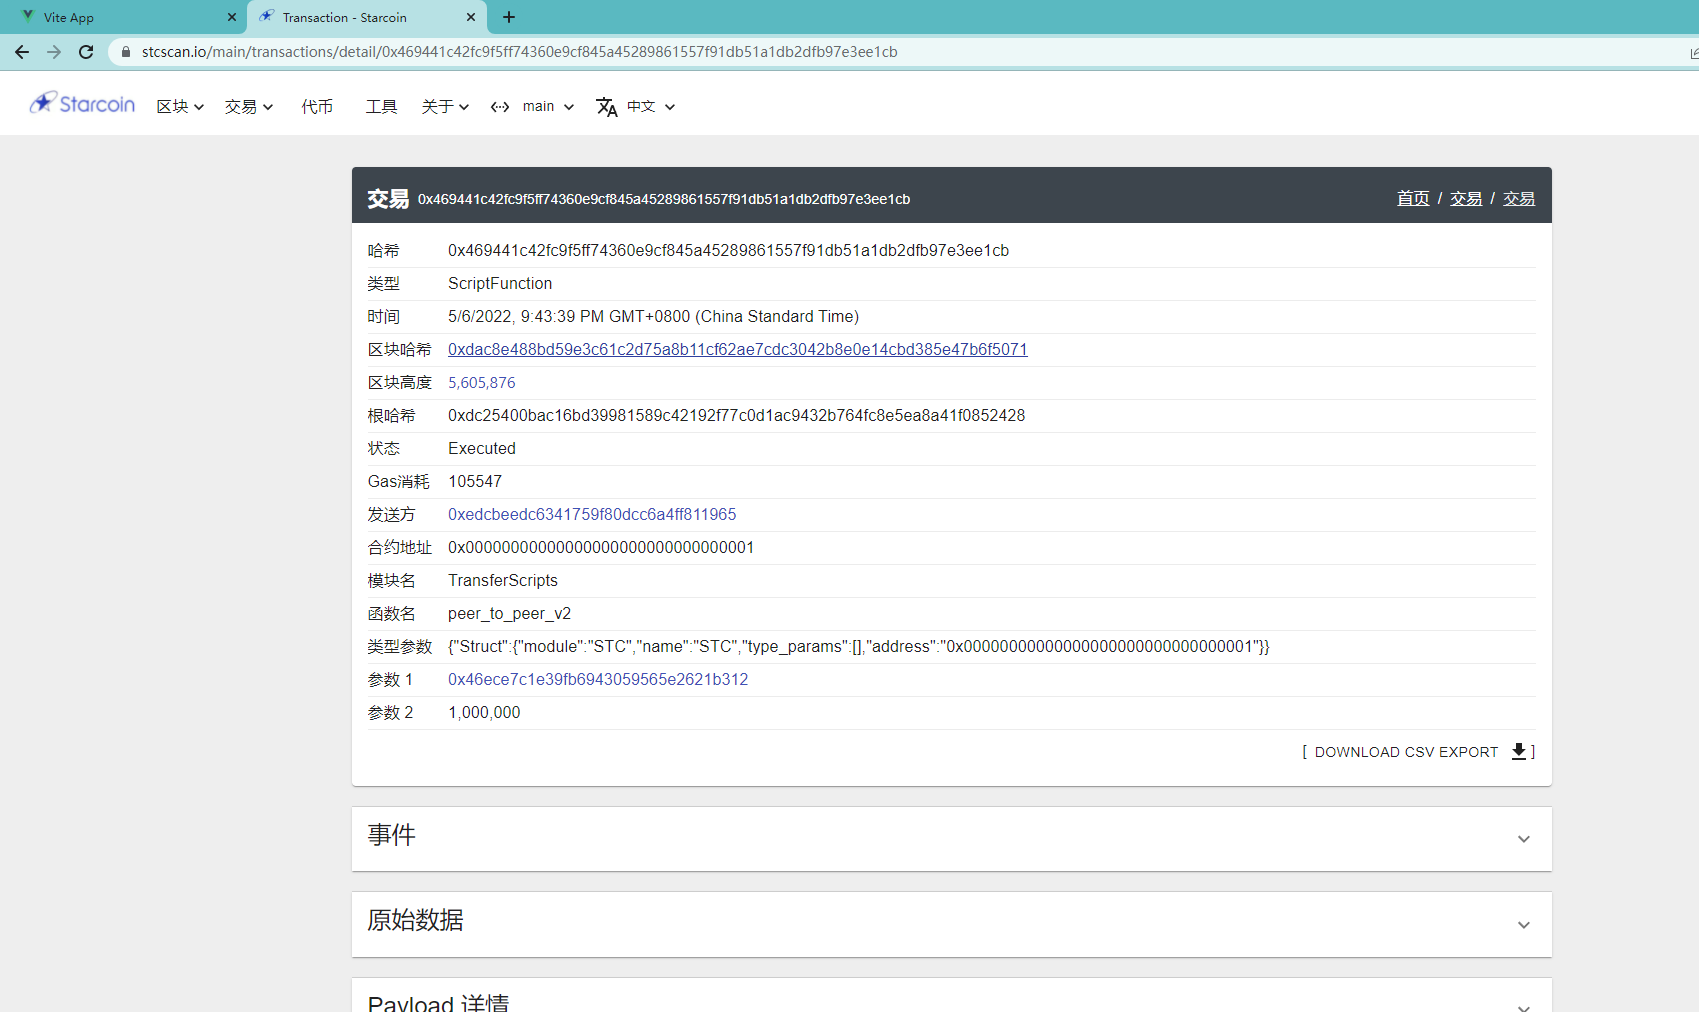 Vite App
Transaction - Starcoin
stcscan.io/main/transactions/detail/0x469441c42fc9f5ff74360e9cf845a45289861557f91db51a1db2dfb97e3ee1cb
Starcoin 区块 交易 代币 工具 关于 main 中文
交易 0x469441c42fc9f5ff74360e9cf845a45289861557f91db51a1db2dfb97e3ee1cb 首页 / 交易 / 交易
哈希 0x469441c42fc9f5ff74360e9cf845a45289861557f91db51a1db2dfb97e3ee1cb
类型 ScriptFunction
时间 5/6/2022, 9:43:39 PM GMT+0800 (China Standard Time)
区块哈希 0xdac8e488bd59e3c61c2d75a8b11cf62ae7cdc3042b8e0e14cbd385e47b6f5071
区块高度 5,605,876
根哈希 0xdc25400bac16bd39981589c42192f77c0d1ac9432b764fc8e5ea8a41f0852428
状态 Executed
Gas消耗 105547
发送方 0xedcbeedc6341759f80dcc6a4ff811965
合约地址 0x00000000000000000000000000000001
模块名 TransferScripts
函数名 peer_to_peer_v2
类型参数 {"Struct":{"module":"STC","name":"STC","type_params":[],"address":"0x00000000000000000000000000000001"}}
参数 1 0x46ece7c1e39fb6943059565e2621b312
参数 2 1,000,000
[ DOWNLOAD CSV EXPORT ]
事件
原始数据
Payload 详情